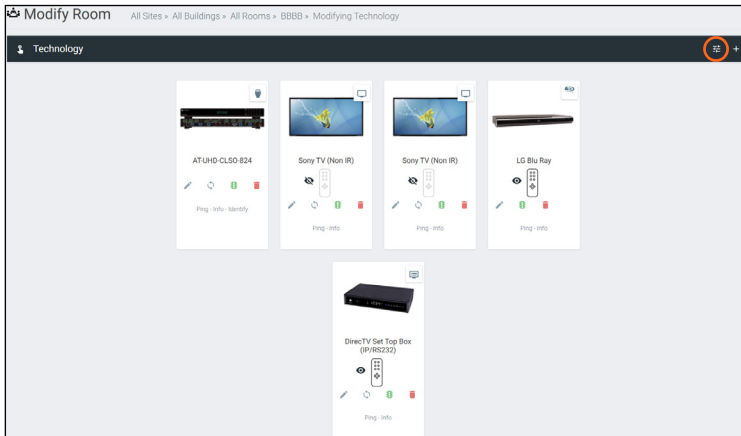 Modify Room
All Sites » All Buildings » All Rooms » BBBB » Modifying Technology
Technology
AT-UHD-CLSO-824
Ping - Info - Identify
Sony TV (Non IR)
Ping - Info
Sony TV (Non IR)
Ping - Info
LG Blu Ray
Ping - Info
DirecTV Set Top Box
(IP/RS232)
Ping - Info